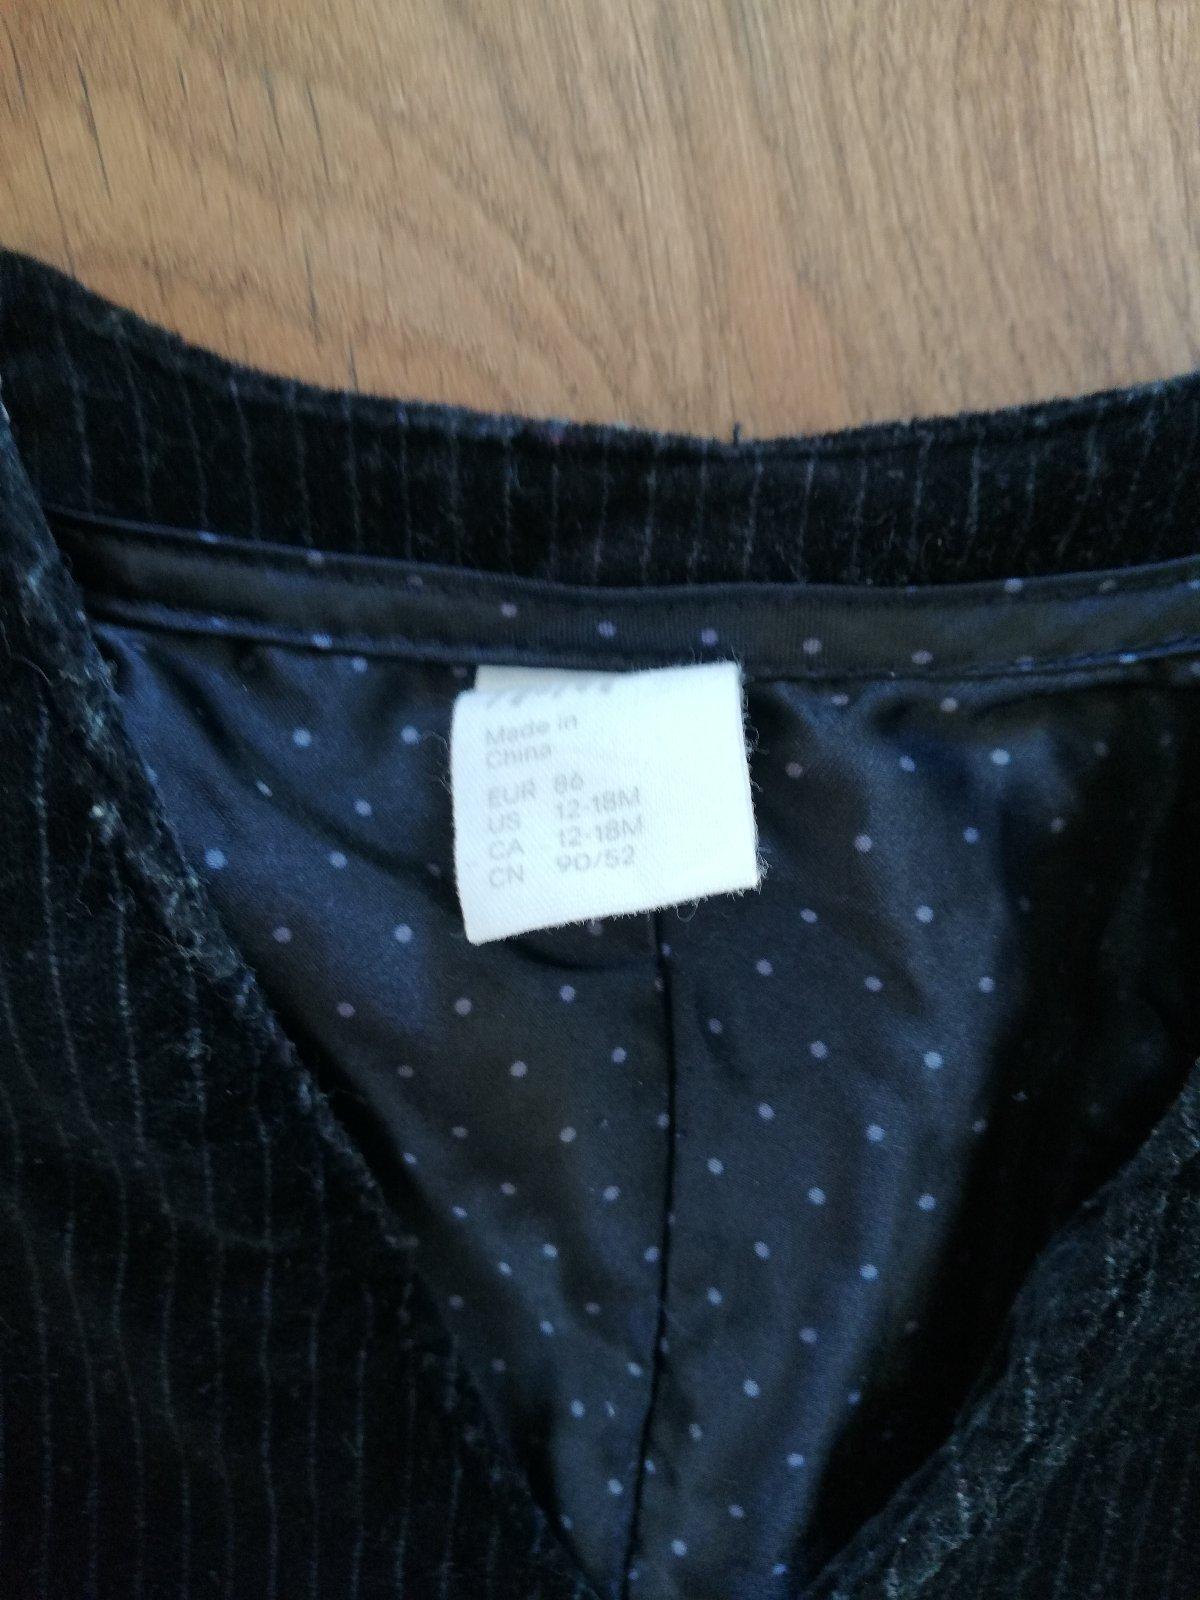 Made in
China
EUR 86
US 12-18M
CA 12-18M
CN 90/52